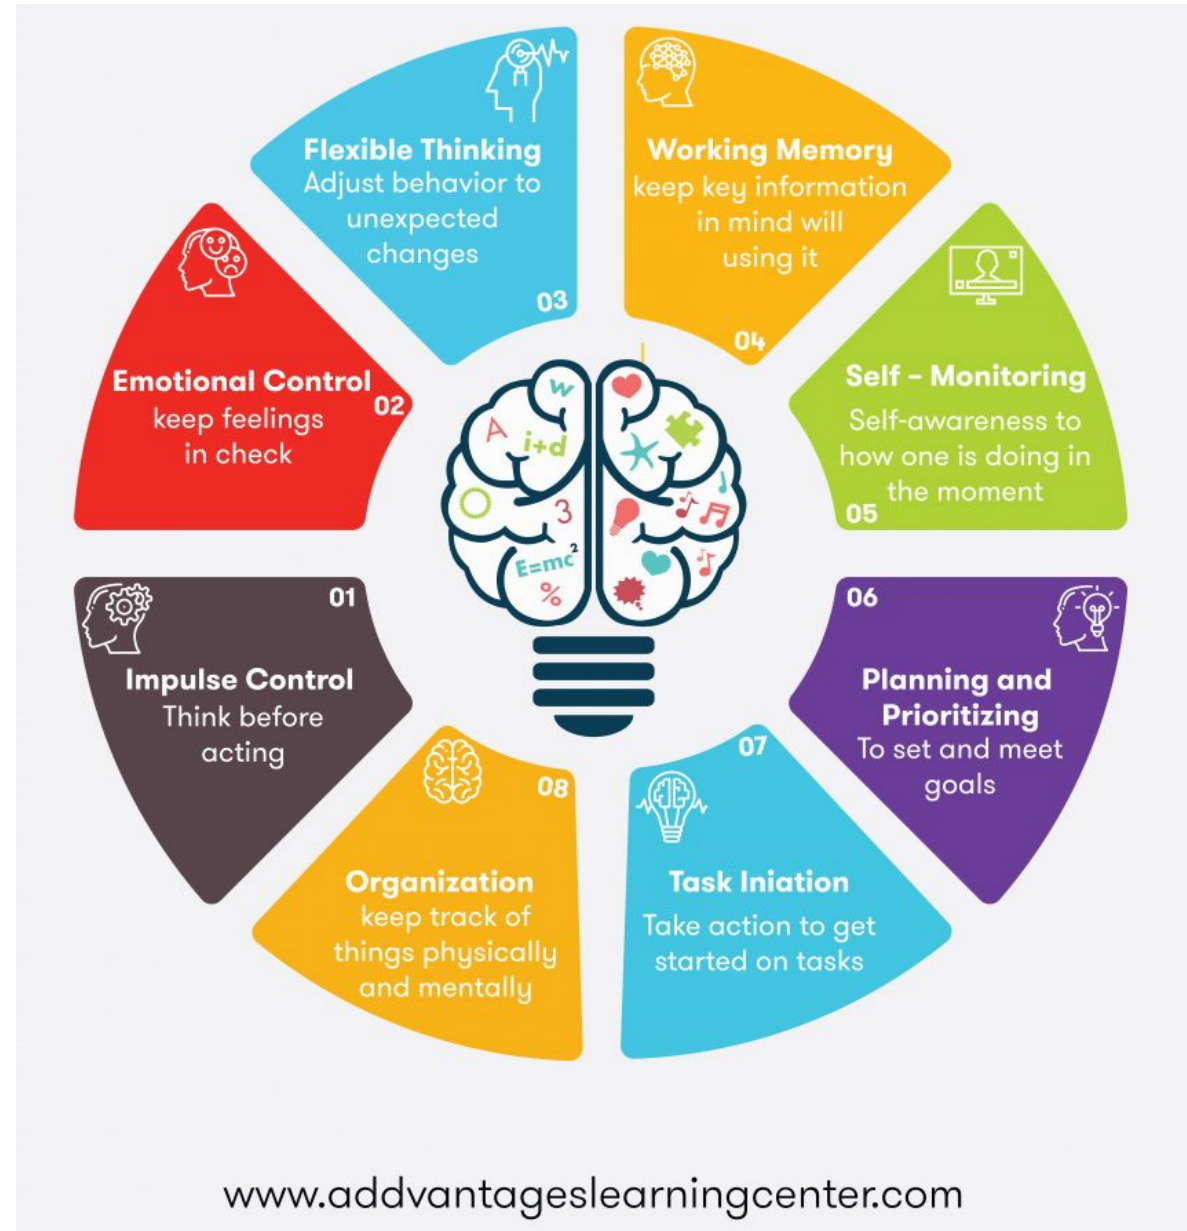 01
Impulse Control
Think before
acting
02
Emotional Control
keep feelings
in check
03
Flexible Thinking
Adjust behavior to
unexpected
changes
04
Working Memory
keep key information
in mind will
using it
05
Self – Monitoring
Self-awareness to
how one is doing in
the moment
06
Planning and
Prioritizing
To set and meet
goals
07
Task Iniation
Take action to get
started on tasks
08
Organization
keep track of
things physically
and mentally
w
A
i+d
3
E=mc²
%
www.addvantageslearningcenter.com